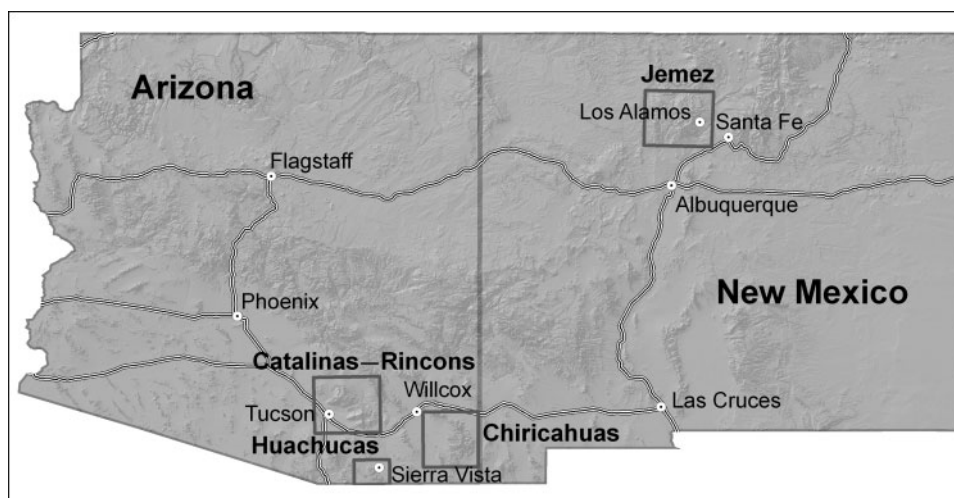 Arizona
Jemez
Los Alamos
Santa Fe
Flagstaff
Albuquerque
New Mexico
Phoenix
Catalinas—Rincons
Willcox
Tucson
Las Cruces
Huachucas
Chiricahuas
Sierra Vista